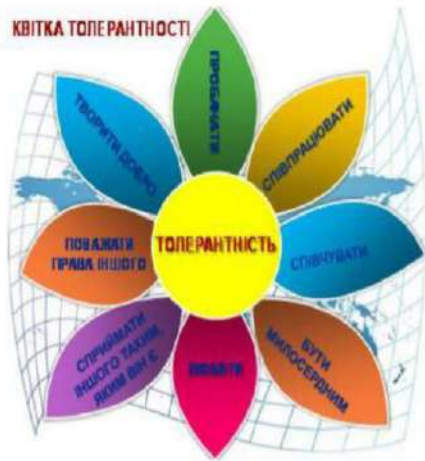 КВІТКА ТОЛЕРАНТНОСТІ
ПРОБАЧАТИ
СПІВПРАЦЮВАТИ
СПІВЧУВАТИ
БУТИ
МИЛОСЕРДНИМ
СПРИЙМАТИ
ІНШОГО ТАКИМ,
ЯКИМ ВІН Є
ПОВАЖАТИ
ПРАВА ІНШОГО
ТВОРИТИ ДОБРО
ТОЛЕРАНТНІСТЬ